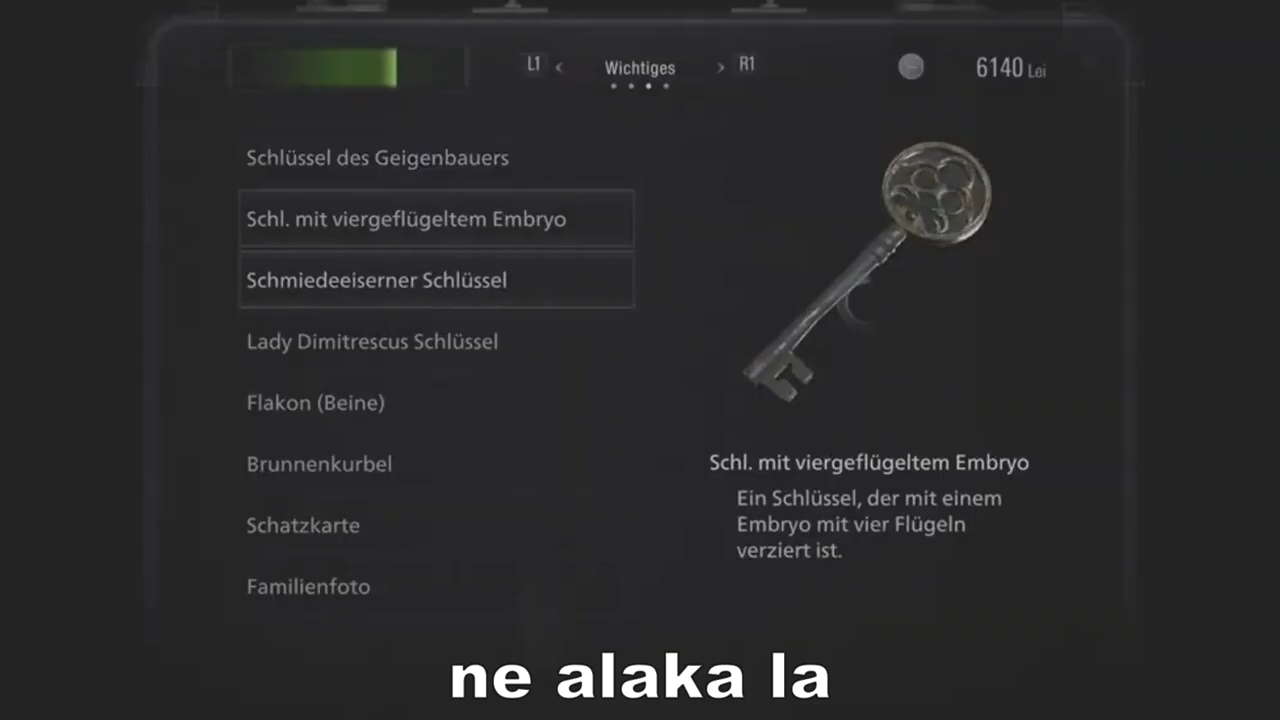 L1 < Wichtiges > R1 6140 Lei
Schlüssel des Geigenbauers
Schl. mit viergeflügeltem Embryo
Schmiedeeiserner Schlüssel
Lady Dimitrescus Schlüssel
Flakon (Beine)
Brunnenkurbel
Schatzkarte
Familienfoto
Schl. mit viergeflügeltem Embryo
Ein Schlüssel, der mit einem
Embryo mit vier Flügeln
verziert ist.
ne alaka la